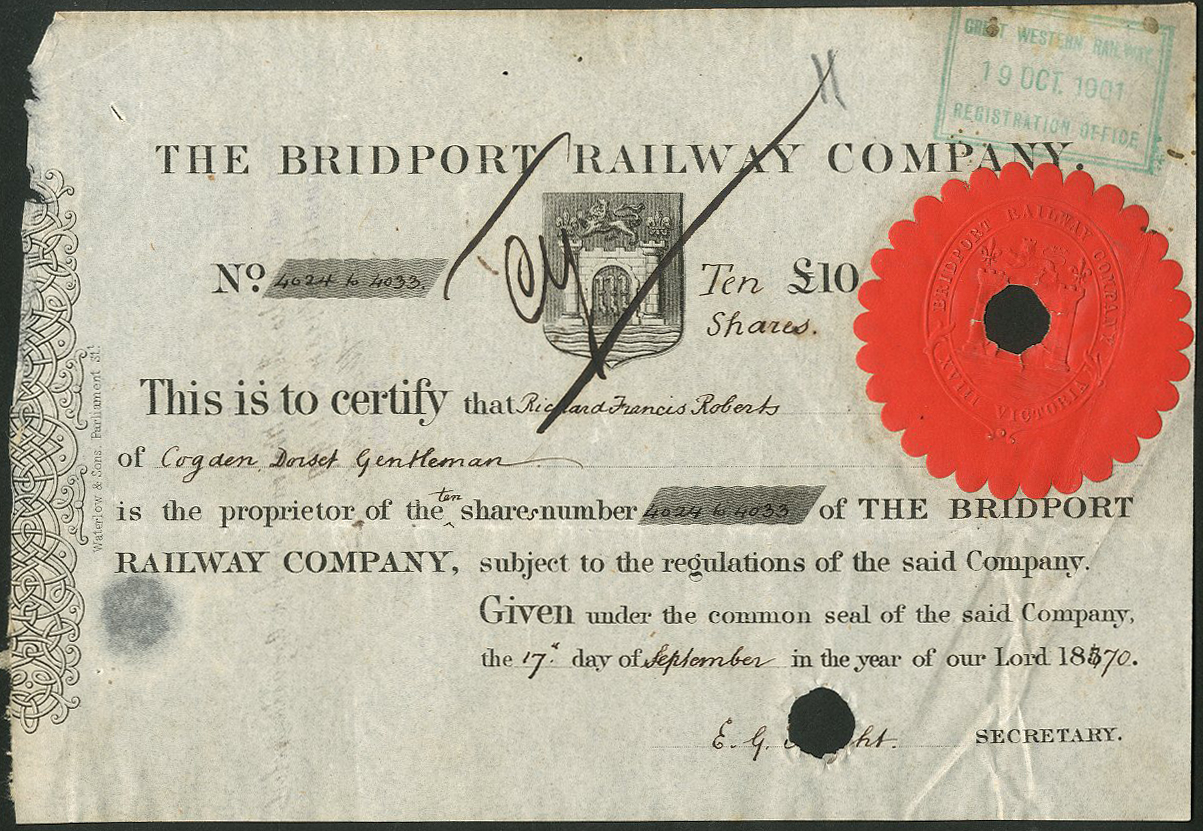 GREAT WESTERN RAILWAY
19 OCT. 1901
REGISTRATION OFFICE
THE BRIDPORT RAILWAY COMPANY.
No. 4024 to 4033.
Ten £10
Shares.
BRIDPORT RAILWAY COMPANY
XVIII VICTORIA
This is to certify that Richard Francis Roberts
of Cogden Dorset Gentleman
is the proprietor of the ten shares number 4024 to 4033 of THE BRIDPORT
RAILWAY COMPANY, subject to the regulations of the said Company.
Given under the common seal of the said Company,
the 17th day of September in the year of our Lord 1870.
E. G. ht.
SECRETARY.
Waterlow & Sons. Parliament St.